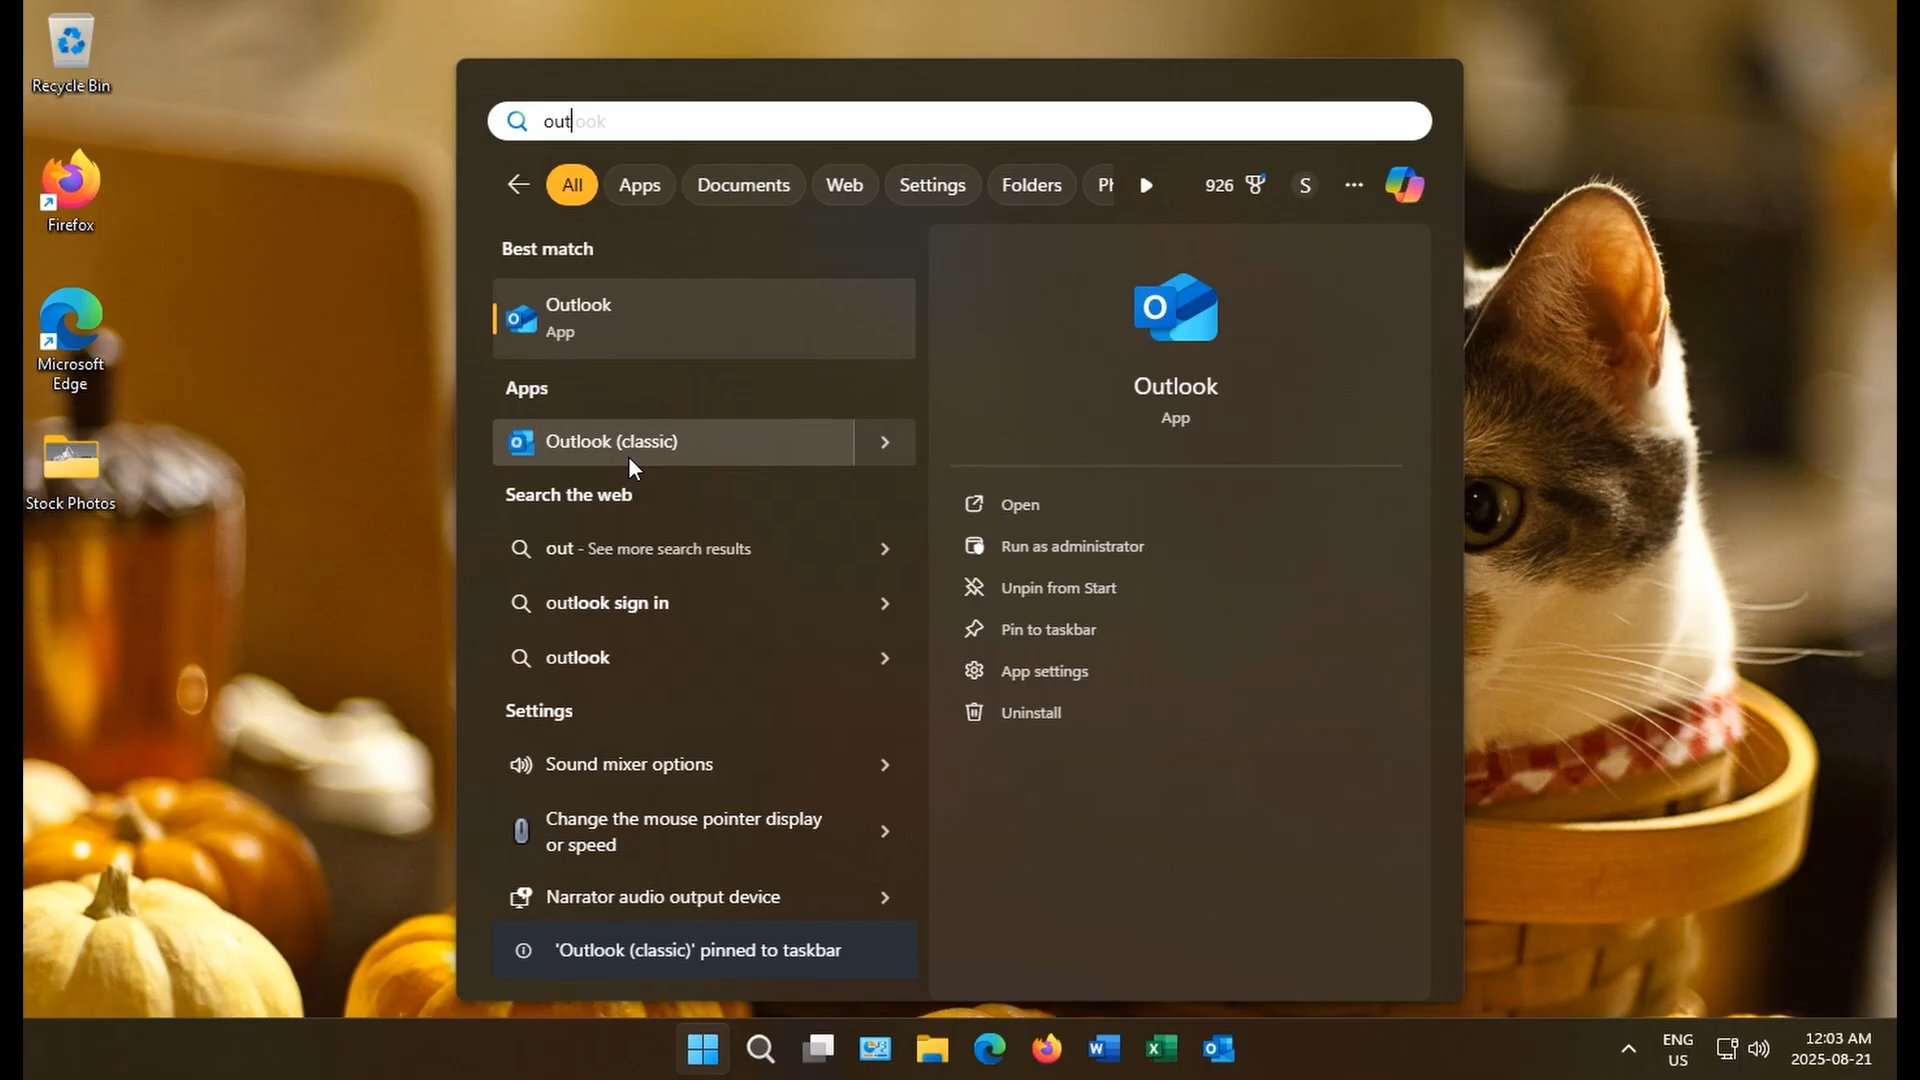 Recycle Bin
Firefox
Microsoft
Edge
Stock Photos
outlook
All
Apps
Documents
Web
Settings
Folders
Ph
926
S
Best match
Outlook
App
Apps
Outlook (classic)
Search the web
out - See more search results
outlook sign in
outlook
Settings
Sound mixer options
Change the mouse pointer display
or speed
Narrator audio output device
'Outlook (classic)' pinned to taskbar
Outlook
App
Open
Run as administrator
Unpin from Start
Pin to taskbar
App settings
Uninstall
ENG
US
12:03 AM
2025-08-21